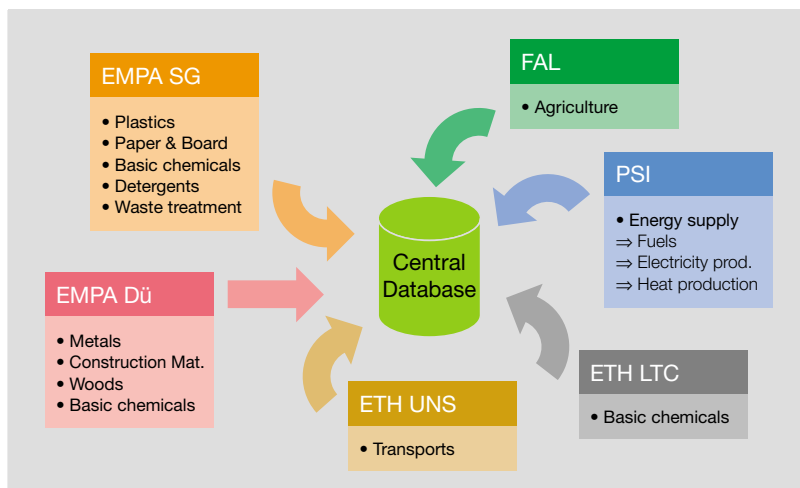 EMPA SG
• Plastics
• Paper & Board
• Basic chemicals
• Detergents
• Waste treatment
FAL
• Agriculture
PSI
• Energy supply
⇒ Fuels
⇒ Electricity prod.
⇒ Heat production
Central
Database
EMPA Dü
• Metals
• Construction Mat.
• Woods
• Basic chemicals
ETH UNS
• Transports
ETH LTC
• Basic chemicals